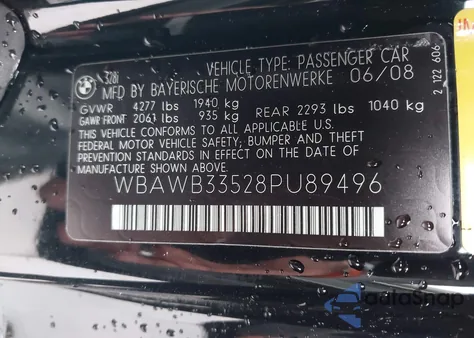 BMW
328i
VEHICLE TYPE: PASSENGER CAR
MFD BY BAYERISCHE MOTORENWERKE 06/08
GVWR 4277 lbs 1940 kg
GAWR FRONT 2061 lbs 935 kg REAR 2293 lbs 1040 kg
THIS VEHICLE CONFORMS TO ALL APPLICABLE U.S.
FEDERAL MOTOR VEHICLE SAFETY, BUMPER AND THEFT
PREVENTION STANDARDS IN EFFECT ON THE DATE OF
MANUFACTURE SHOWN ABOVE.
WBAWB33528PU89496
2 122 606
autoSnap